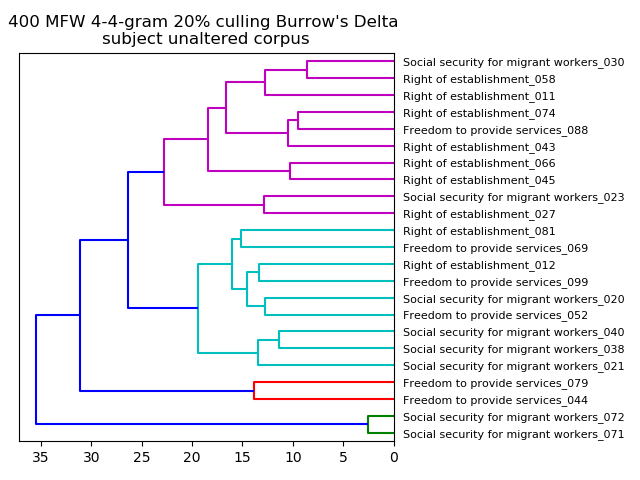 400 MFW 4-4-gram 20% culling Burrow's Delta
subject unaltered corpus
Social security for migrant workers_030
Right of establishment_058
Right of establishment_011
Right of establishment_074
Freedom to provide services_088
Right of establishment_043
Right of establishment_066
Right of establishment_045
Social security for migrant workers_023
Right of establishment_027
Right of establishment_081
Freedom to provide services_069
Right of establishment_012
Freedom to provide services_099
Social security for migrant workers_020
Freedom to provide services_052
Social security for migrant workers_040
Social security for migrant workers_038
Social security for migrant workers_021
Freedom to provide services_079
Freedom to provide services_044
Social security for migrant workers_072
Social security for migrant workers_071
35 30 25 20 15 10 5 0